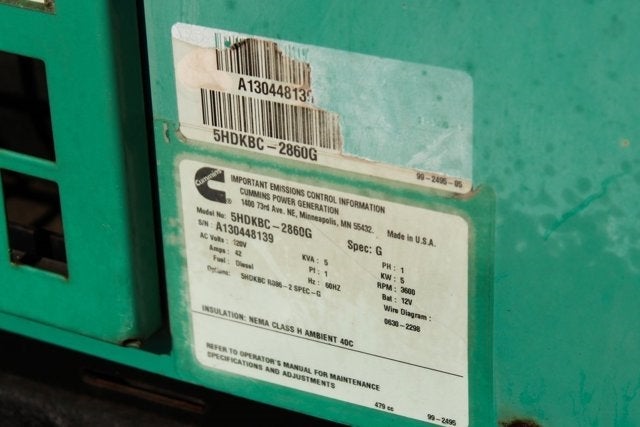 A130448139
5HDKBC-2860G
99-2495-05
Cummins
IMPORTANT EMISSIONS CONTROL INFORMATION
CUMMINS POWER GENERATION
1400 73rd Ave. NE, Minneapolis, MN 55432. Made in U.S.A.
Model No: 5HDKBC-2860G Spec: G
S/N : A130448139
AC Volts : 120V KVA : 5 PH : 1
Amps : 42 Pf : 1 KW : 5
Fuel : Diesel Hz : 60HZ RPM : 3600
Options: 5HDKBC R386-2 SPEC-G Bat : 12V
Wire Diagram :
0630-2298
INSULATION: NEMA CLASS H AMBIENT 40C
REFER TO OPERATOR'S MANUAL FOR MAINTENANCE
SPECIFICATIONS AND ADJUSTMENTS
479 cc 99-2495